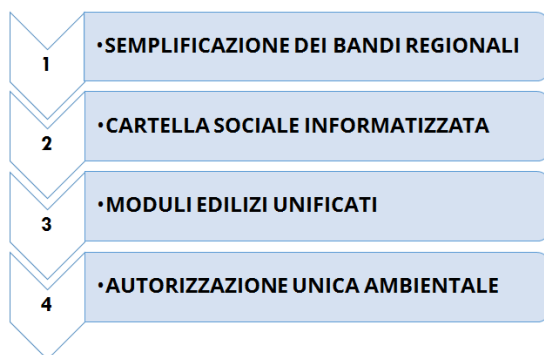 1
•SEMPLIFICAZIONE DEI BANDI REGIONALI
2
•CARTELLA SOCIALE INFORMATIZZATA
3
•MODULI EDILIZI UNIFICATI
4
•AUTORIZZAZIONE UNICA AMBIENTALE